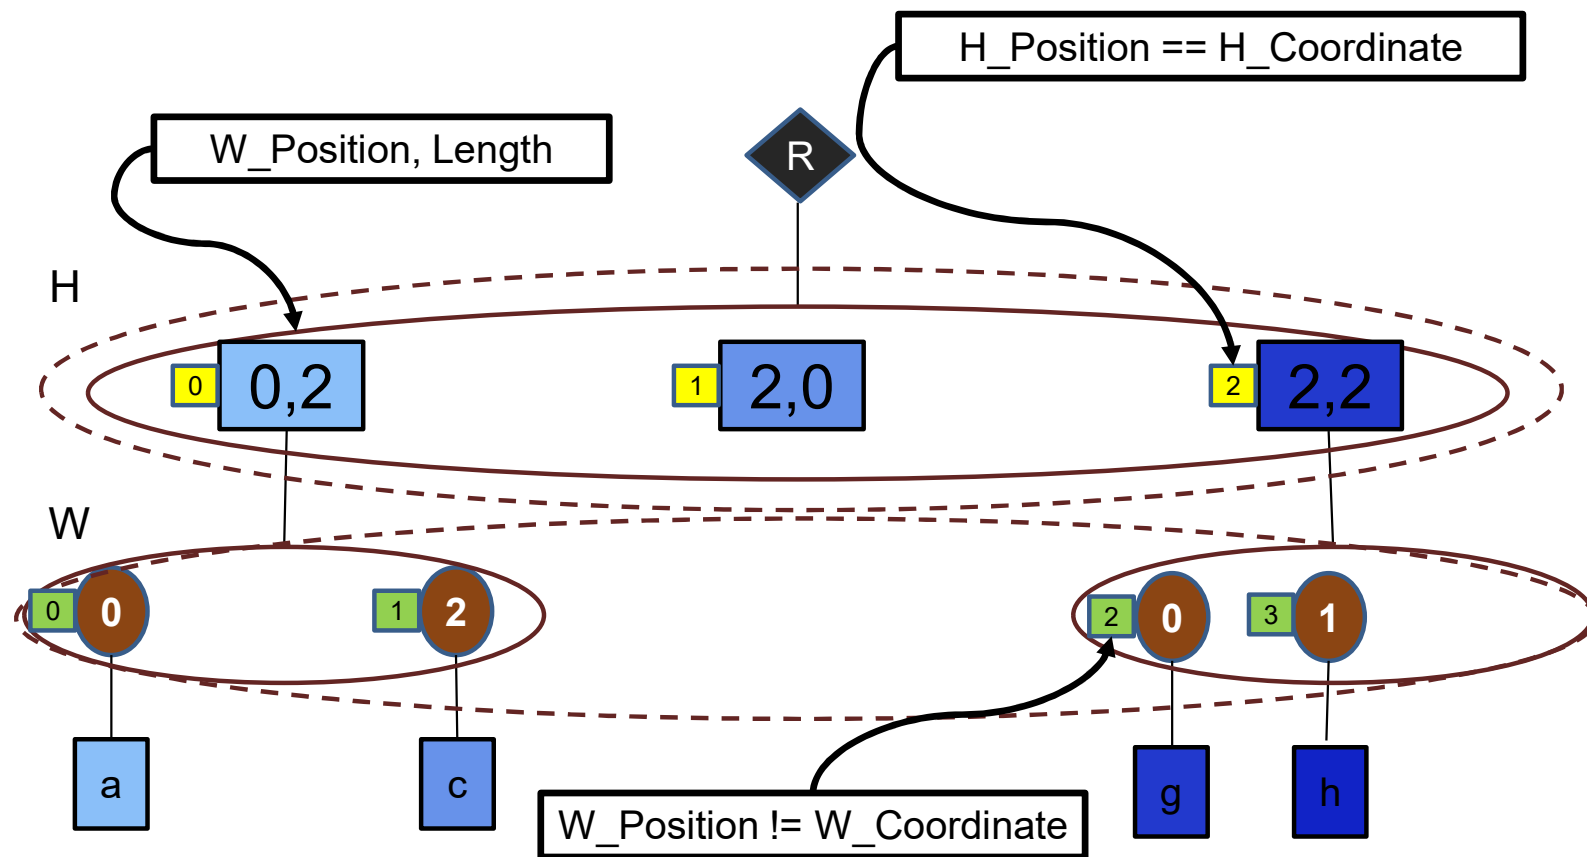 H_Position == H_Coordinate
W_Position, Length
R
H
0 0,2 1 2,0 2 2,2
W
0 0 1 2 2 0 3 1
a c g h
W_Position != W_Coordinate